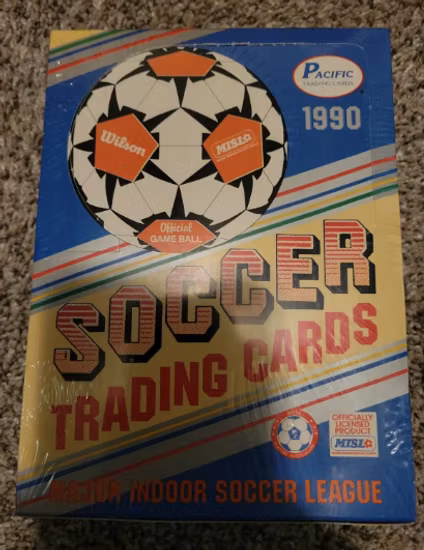 PACIFIC
TRADING CARDS
1990
Wilson
MISL
Official
GAME BALL
SOCCER
TRADING CARDS
OFFICIALLY
LICENSED
PRODUCT
MISL
MAJOR INDOOR SOCCER LEAGUE